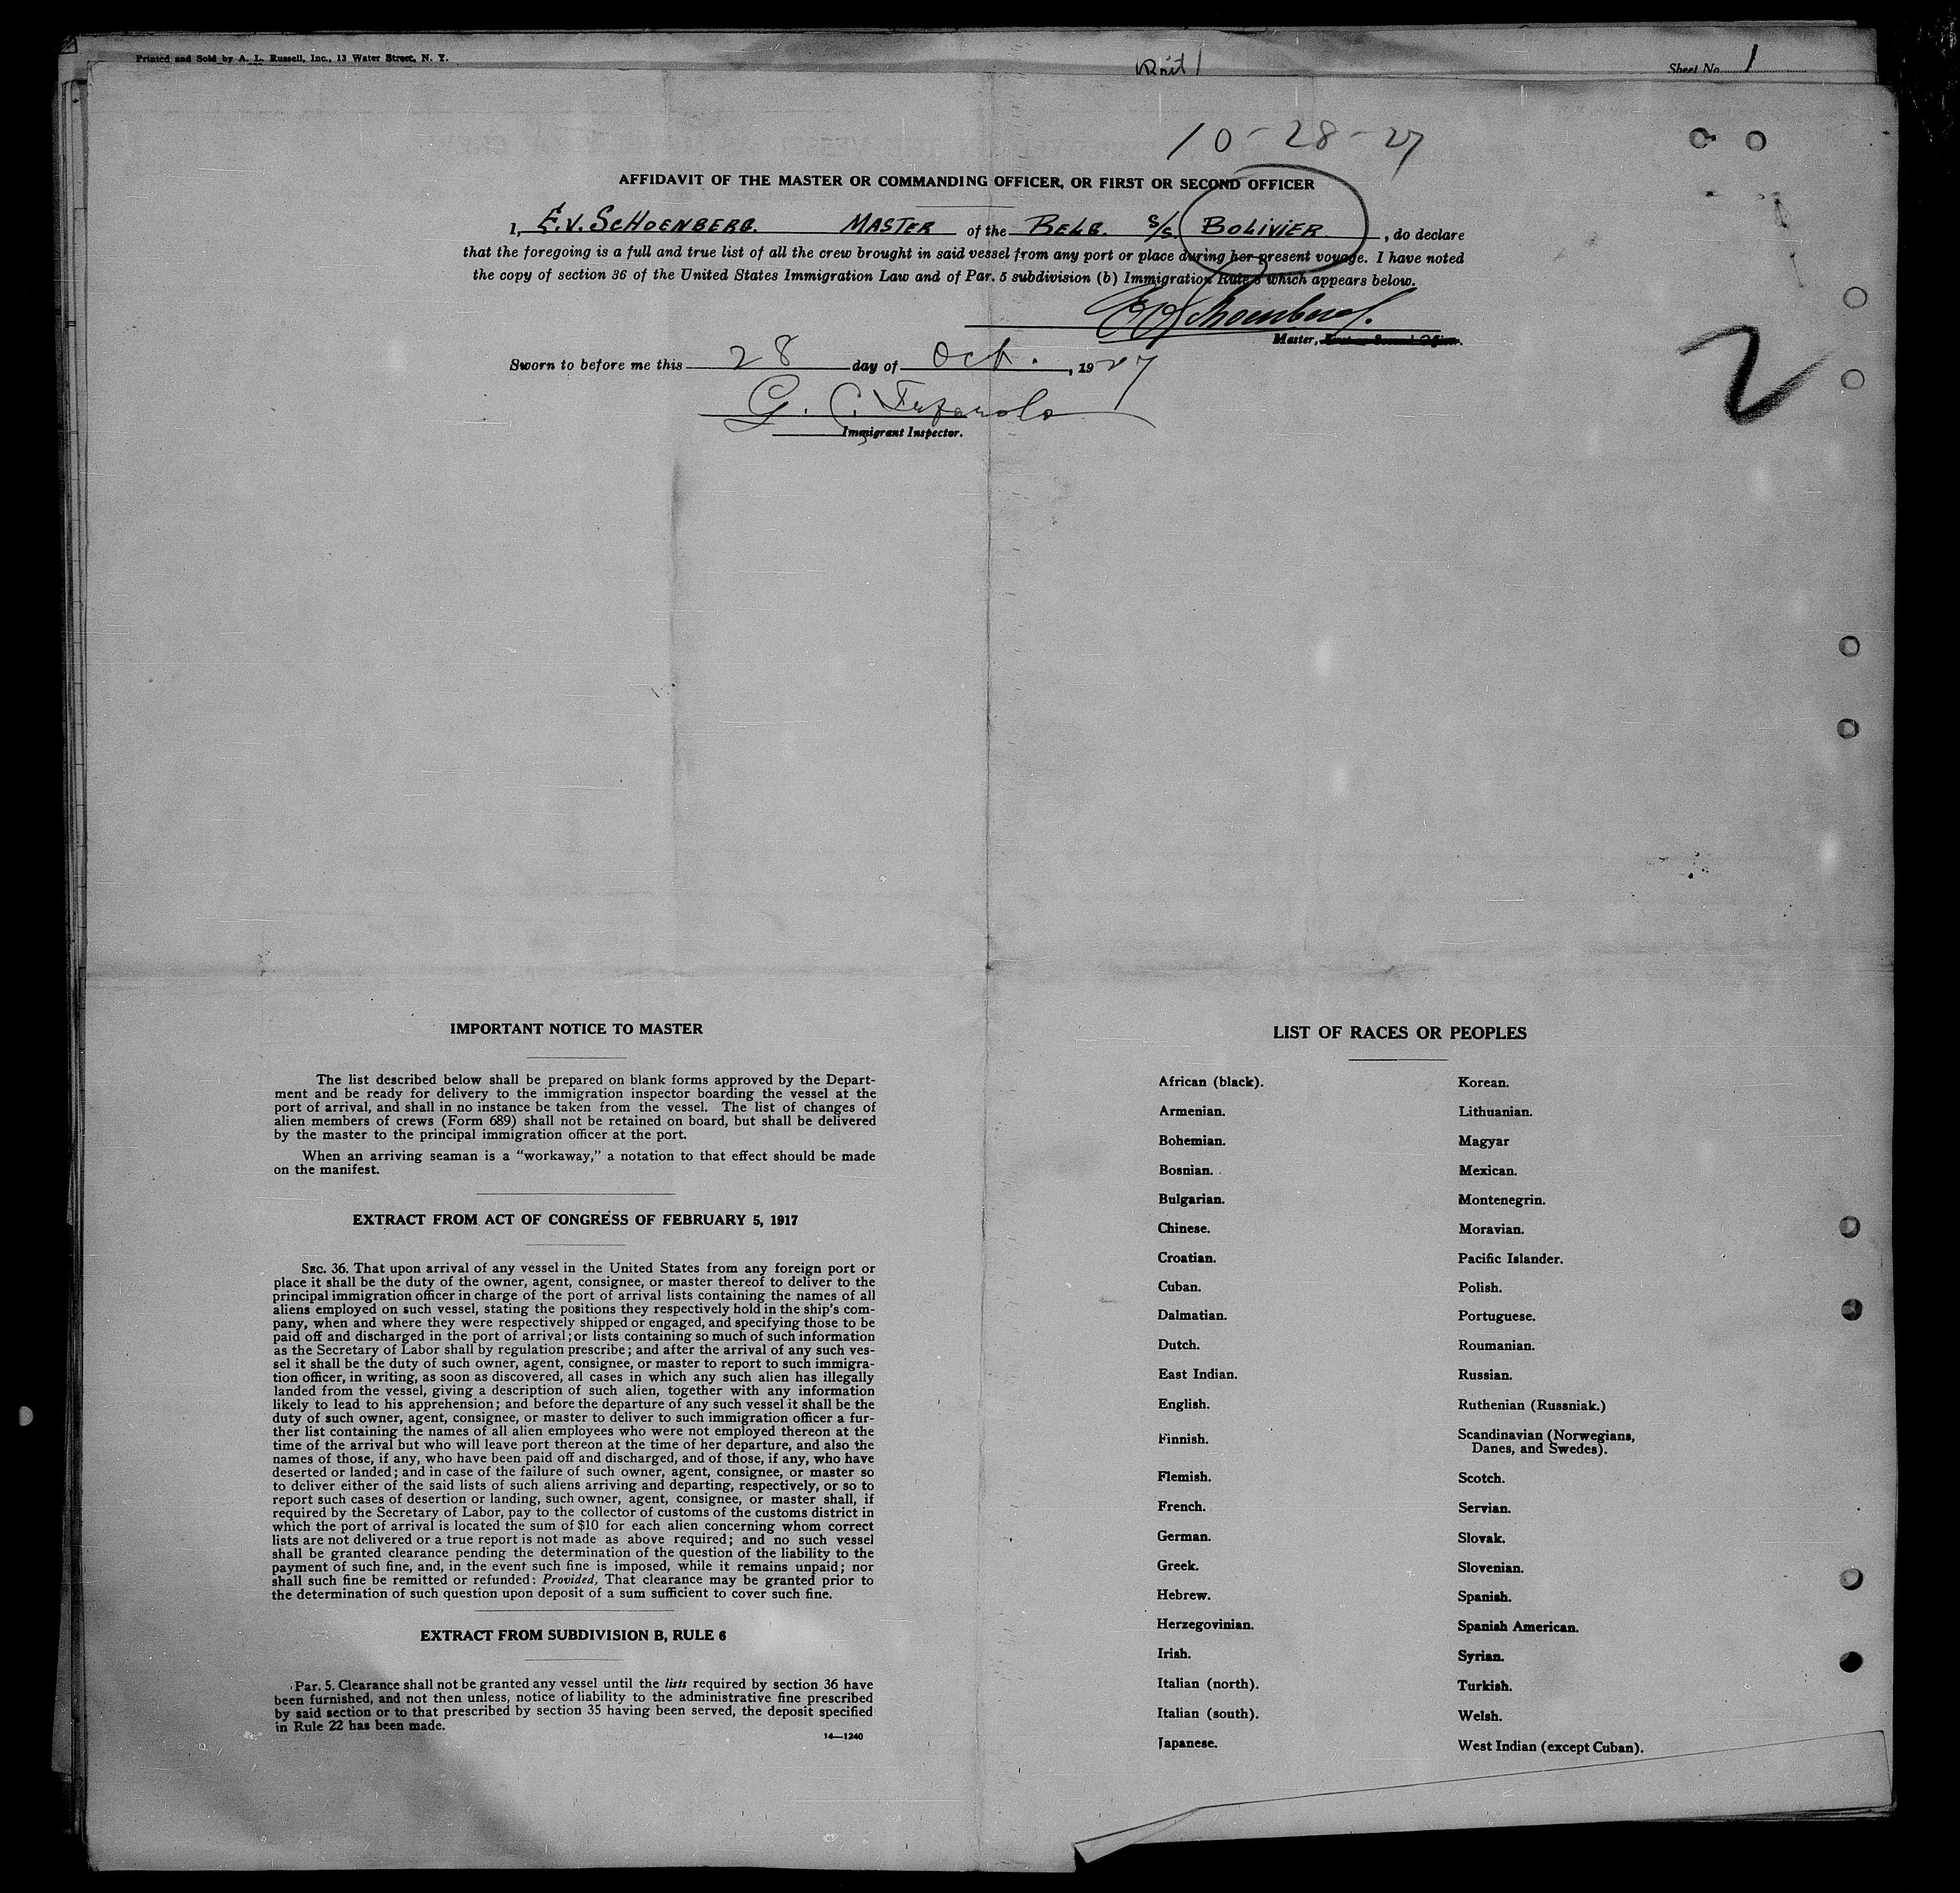 Printed and Sold by A. L. Russell, Inc., 13 Water Street, N. Y.
Sheet No. 1
10-28-27
AFFIDAVIT OF THE MASTER OR COMMANDING OFFICER, OR FIRST OR SECOND OFFICER
I, E.V. SCHOENBERG. MASTER of the BELG. S/S. BOLIVIER, do declare
that the foregoing is a full and true list of all the crew brought in said vessel from any port or place during her present voyage. I have noted
the copy of section 36 of the United States Immigration Law and of Par. 5 subdivision (b) Immigration Rules which appears below.
EVSchoenberg.
Master, First or Second Officer.
Sworn to before me this 28 day of Oct., 1927
G. C.
Immigrant Inspector.
2
IMPORTANT NOTICE TO MASTER
The list described below shall be prepared on blank forms approved by the Depart-
ment and be ready for delivery to the immigration inspector boarding the vessel at the
port of arrival, and shall in no instance be taken from the vessel. The list of changes of
alien members of crews (Form 689) shall not be retained on board, but shall be delivered
by the master to the principal immigration officer at the port.
When an arriving seaman is a "workaway," a notation to that effect should be made
on the manifest.
EXTRACT FROM ACT OF CONGRESS OF FEBRUARY 5, 1917
SEC. 36. That upon arrival of any vessel in the United States from any foreign port or
place it shall be the duty of the owner, agent, consignee, or master thereof to deliver to the
principal immigration officer in charge of the port of arrival lists containing the names of all
aliens employed on such vessel, stating the positions they respectively hold in the ship's com-
pany, when and where they were respectively shipped or engaged, and specifying those to be
paid off and discharged in the port of arrival; or lists containing so much of such information
as the Secretary of Labor shall by regulation prescribe; and after the arrival of any such ves-
sel it shall be the duty of such owner, agent, consignee, or master to report to such immigra-
tion officer, in writing, as soon as discovered, all cases in which any such alien has illegally
landed from the vessel, giving a description of such alien, together with any information
likely to lead to his apprehension; and before the departure of any such vessel it shall be the
duty of such owner, agent, consignee, or master to deliver to such immigration officer a fur-
ther list containing the names of all alien employees who were not employed thereon at the
time of the arrival but who will leave port thereon at the time of her departure, and also the
names of those, if any, who have been paid off and discharged, and of those, if any, who have
deserted or landed; and in case of the failure of such owner, agent, consignee, or master so
to deliver either of the said lists of such aliens arriving and departing, respectively, or so to
report such cases of desertion or landing, such owner, agent, consignee, or master shall, if
required by the Secretary of Labor, pay to the collector of customs of the customs district in
which the port of arrival is located the sum of $10 for each alien concerning whom correct
lists are not delivered or a true report is not made as above required; and no such vessel
shall be granted clearance pending the determination of the question of the liability to the
payment of such fine, and, in the event such fine is imposed, while it remains unpaid; nor
shall such fine be remitted or refunded: Provided, That clearance may be granted prior to
the determination of such question upon deposit of a sum sufficient to cover such fine.
EXTRACT FROM SUBDIVISION B, RULE 6
Par. 5. Clearance shall not be granted any vessel until the lists required by section 36 have
been furnished, and not then unless, notice of liability to the administrative fine prescribed
by said section or to that prescribed by section 35 having been served, the deposit specified
in Rule 22 has been made.
14—1240
LIST OF RACES OR PEOPLES
African (black).
Armenian.
Bohemian.
Bosnian.
Bulgarian.
Chinese.
Croatian.
Cuban.
Dalmatian.
Dutch.
East Indian.
English.
Finnish.
Flemish.
French.
German.
Greek.
Hebrew.
Herzegovinian.
Irish.
Italian (north).
Italian (south).
Japanese.
Korean.
Lithuanian.
Magyar
Mexican.
Montenegrin.
Moravian.
Pacific Islander.
Polish.
Portuguese.
Roumanian.
Russian.
Ruthenian (Russniak.)
Scandinavian (Norwegians,
Danes, and Swedes).
Scotch.
Servian.
Slovak.
Slovenian.
Spanish.
Spanish American.
Syrian.
Turkish.
Welsh.
West Indian (except Cuban).